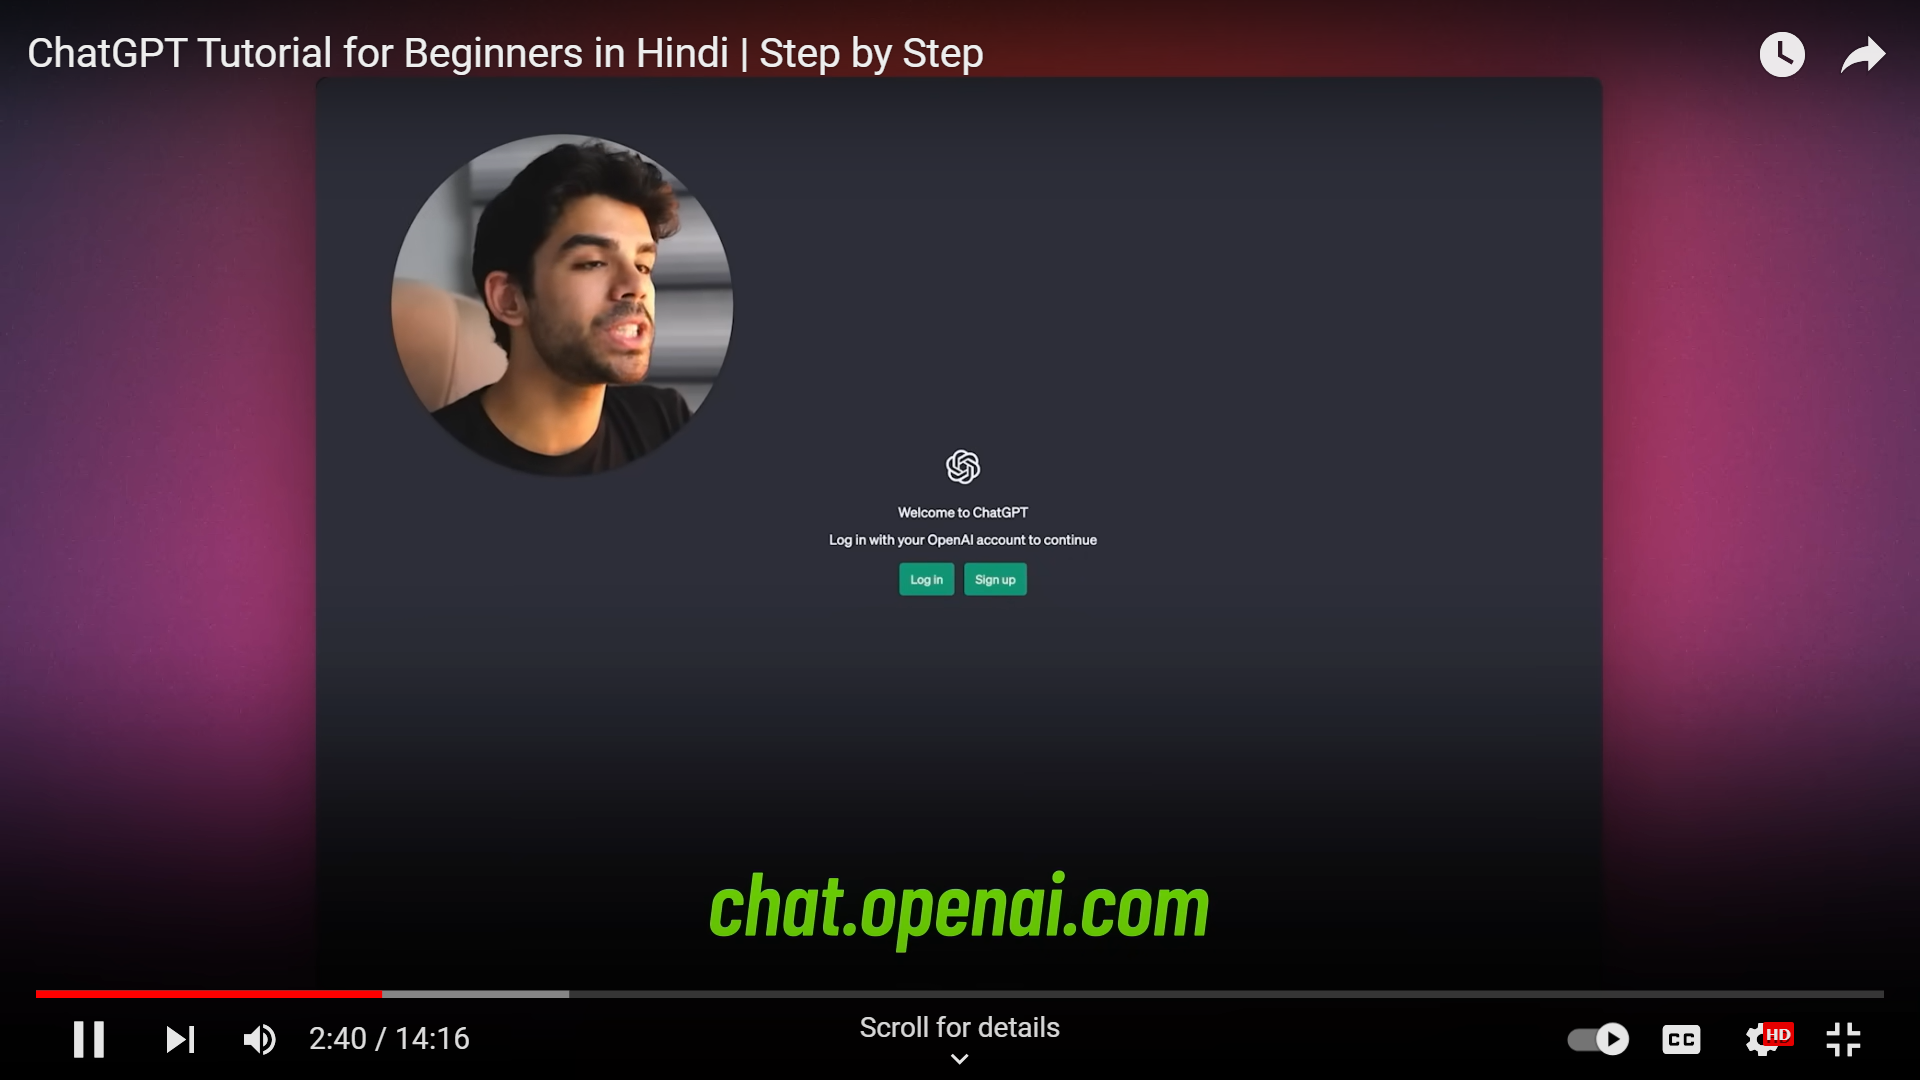 ChatGPT Tutorial for Beginners in Hindi | Step by Step
Welcome to ChatGPT
Log in with your OpenAI account to continue
Log in Sign up
chat.openai.com
2:40 / 14:16
Scroll for details
CC
HD